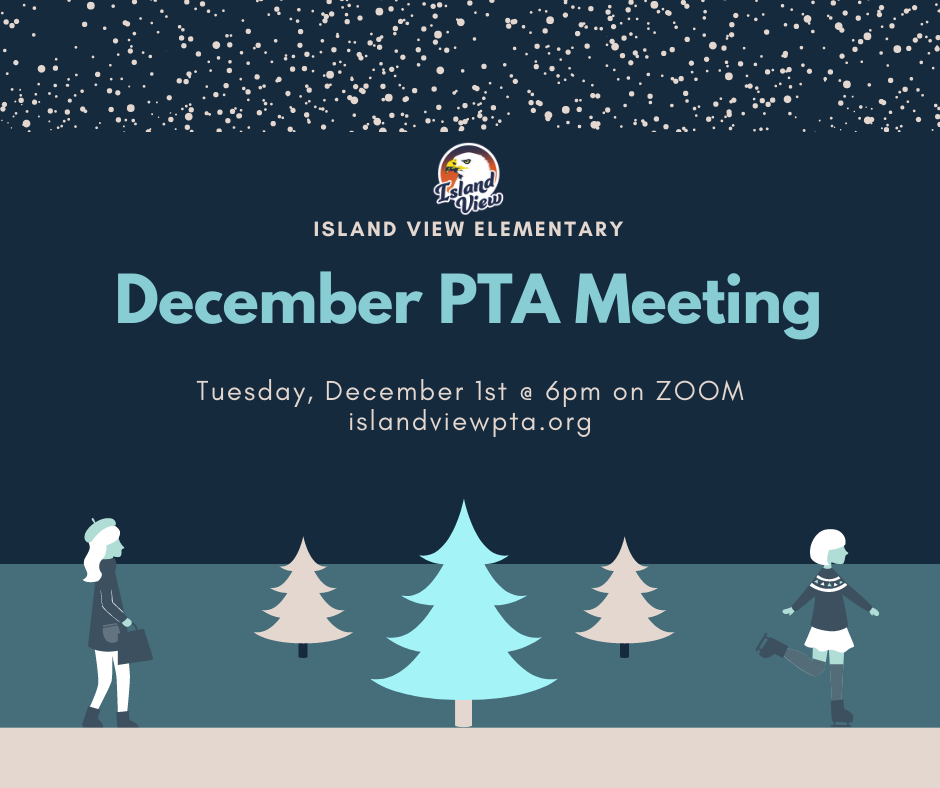 Island
View
ISLAND VIEW ELEMENTARY
December PTA Meeting
Tuesday, December 1st @ 6pm on ZOOM
islandviewpta.org